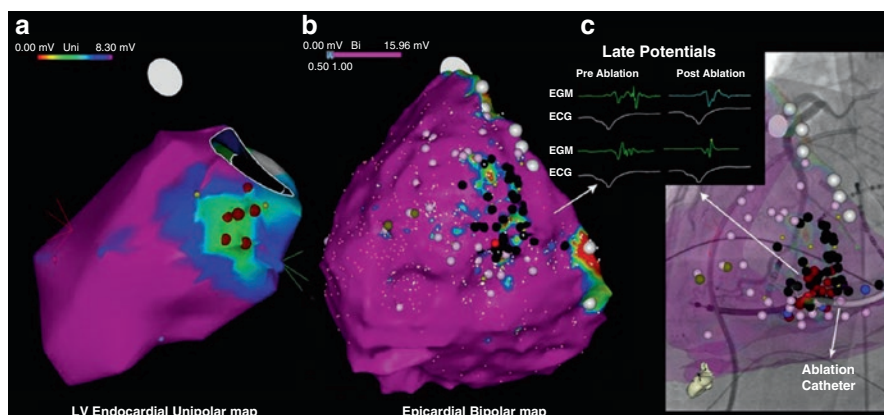 a
0.00 mV Uni 8.30 mV
LV Endocardial Unipolar map
b
0.00 mV Bi 15.96 mV
0.50 1.00
Epicardial Bipolar map
c
Late Potentials
Pre Ablation Post Ablation
EGM
ECG
EGM
ECG
Ablation
Catheter